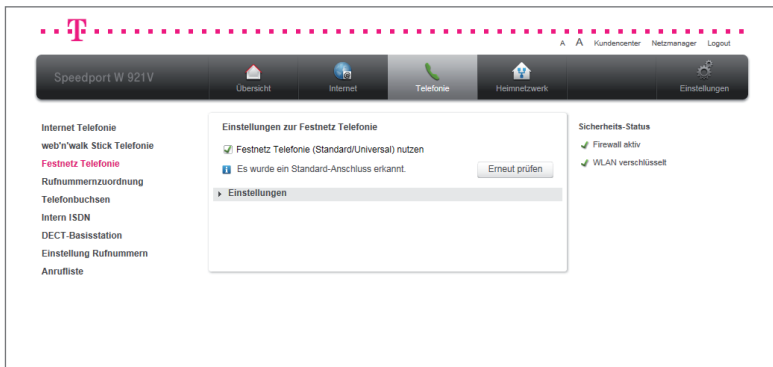 T
A A Kundencenter Netzmanager Logout
Speedport W 921V
Übersicht Internet Telefonie Heimnetzwerk Einstellungen
Internet Telefonie
web'n'walk Stick Telefonie
Festnetz Telefonie
Rufnummernzuordnung
Telefonbuchsen
Intern ISDN
DECT-Basisstation
Einstellung Rufnummern
Anrufliste
Einstellungen zur Festnetz Telefonie
Festnetz Telefonie (Standard/Universal) nutzen
Es wurde ein Standard-Anschluss erkannt. Erneut prüfen
Einstellungen
Sicherheits-Status
Firewall aktiv
WLAN verschlüsselt